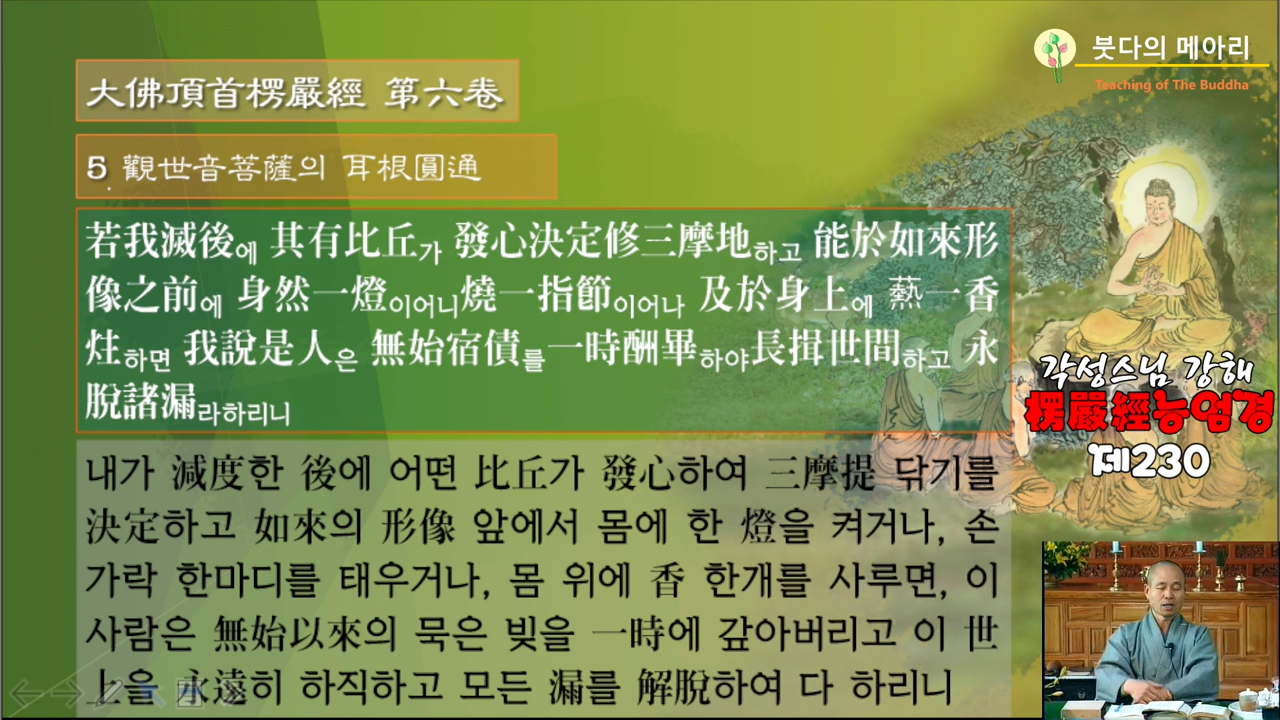 大佛頂首楞嚴經 第六卷
5. 觀世音菩薩의 耳根圓通
若我滅後에 其有比丘가 發心決定修三摩地하고 能於如來形
像之前에 身然一燈이어니燒一指節이어나 及於身上에 爇一香
炷하면 我說是人은 無始宿債를一時酬畢하야長揖世間하고 永
脫諸漏라하리니
내가 滅度한 後에 어떤 比丘가 發心하여 三摩提 닦기를
決定하고 如來의 形像 앞에서 몸에 한 燈을 켜거나, 손
가락 한마디를 태우거나, 몸 위에 香 한개를 사루면, 이
사람은 無始以來의 묵은 빚을 一時에 갚아버리고 이 世
上을 永遠히 하직하고 모든 漏를 解脫하여 다 하리니
붓다의 메아리
Teaching of The Buddha
각성스님 강해
楞嚴經능엄경
제230